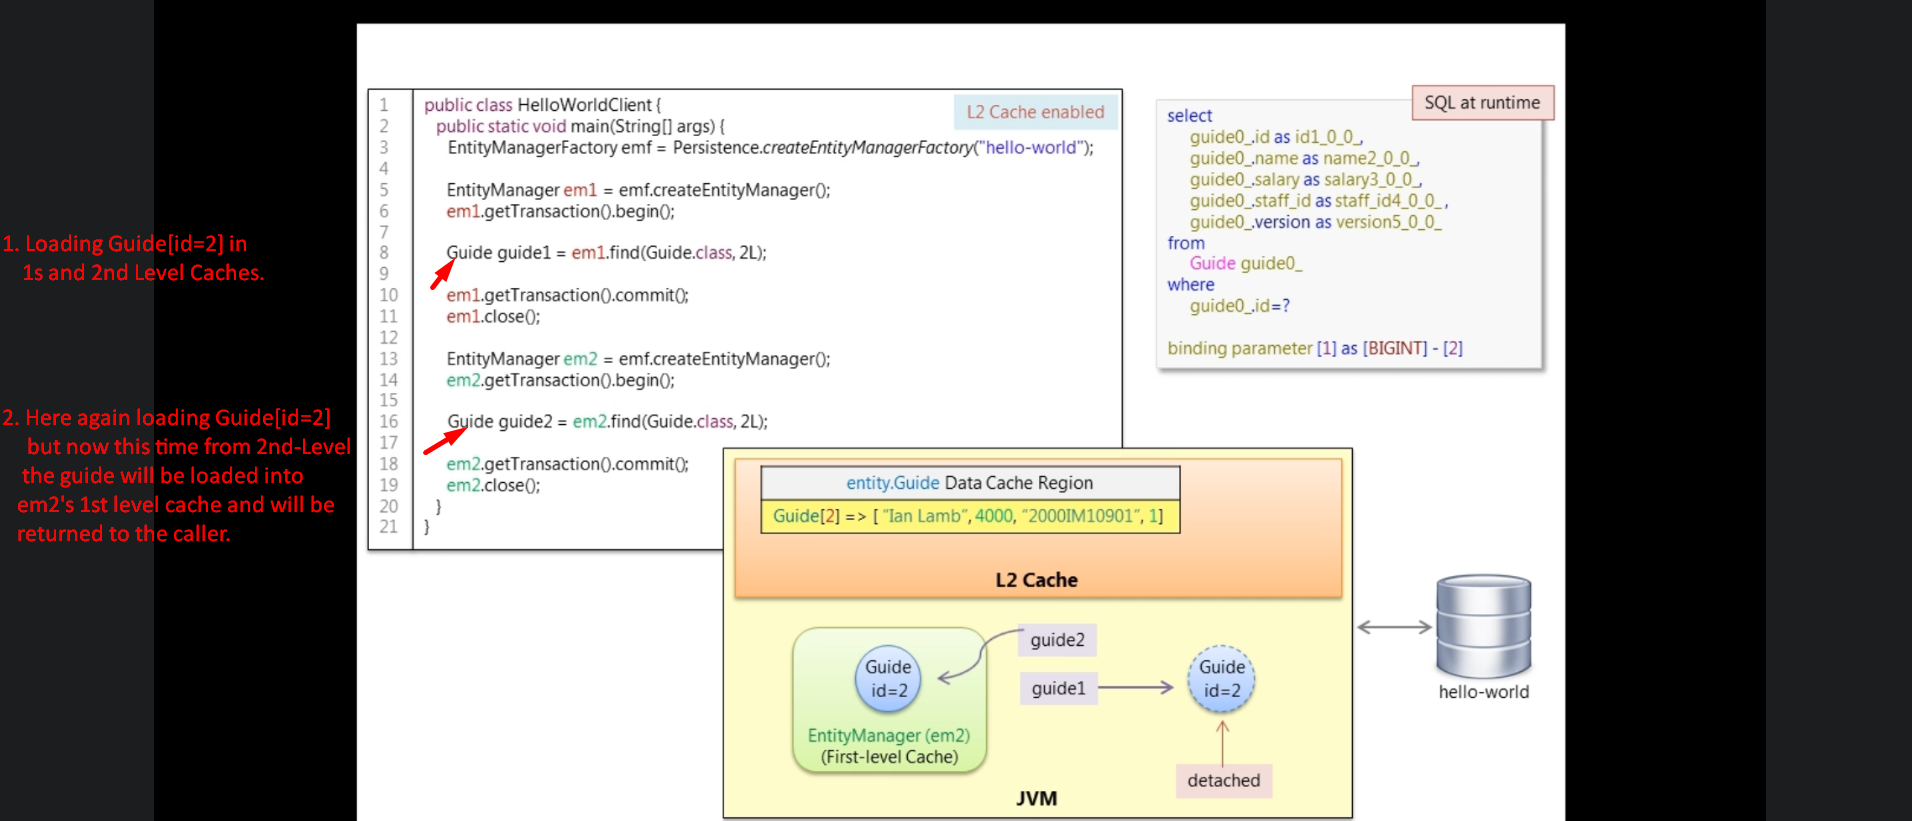 1. Loading Guide[id=2] in
1s and 2nd Level Caches.
2. Here again loading Guide[id=2]
but now this time from 2nd-Level
the guide will be loaded into
em2's 1st level cache and will be
returned to the caller.
L2 Cache enabled
1 public class HelloWorldClient {
2 public static void main(String[] args) {
3 EntityManagerFactory emf = Persistence.createEntityManagerFactory("hello-world");
4
5 EntityManager em1 = emf.createEntityManager();
6 em1.getTransaction().begin();
7
8 Guide guide1 = em1.find(Guide.class, 2L);
9
10 em1.getTransaction().commit();
11 em1.close();
12
13 EntityManager em2 = emf.createEntityManager();
14 em2.getTransaction().begin();
15
16 Guide guide2 = em2.find(Guide.class, 2L);
17
18 em2.getTransaction().commit();
19 em2.close();
20 }
21 }
SQL at runtime
select
guide0_.id as id1_0_0_,
guide0_.name as name2_0_0_,
guide0_.salary as salary3_0_0_,
guide0_.staff_id as staff_id4_0_0_,
guide0_.version as version5_0_0_
from
Guide guide0_
where
guide0_.id=?
binding parameter [1] as [BIGINT] - [2]
entity.Guide Data Cache Region
Guide[2] => [ "Ian Lamb", 4000, "2000IM10901", 1]
L2 Cache
guide2
guide1
Guide
id=2
EntityManager (em2)
(First-level Cache)
Guide
id=2
detached
JVM
hello-world